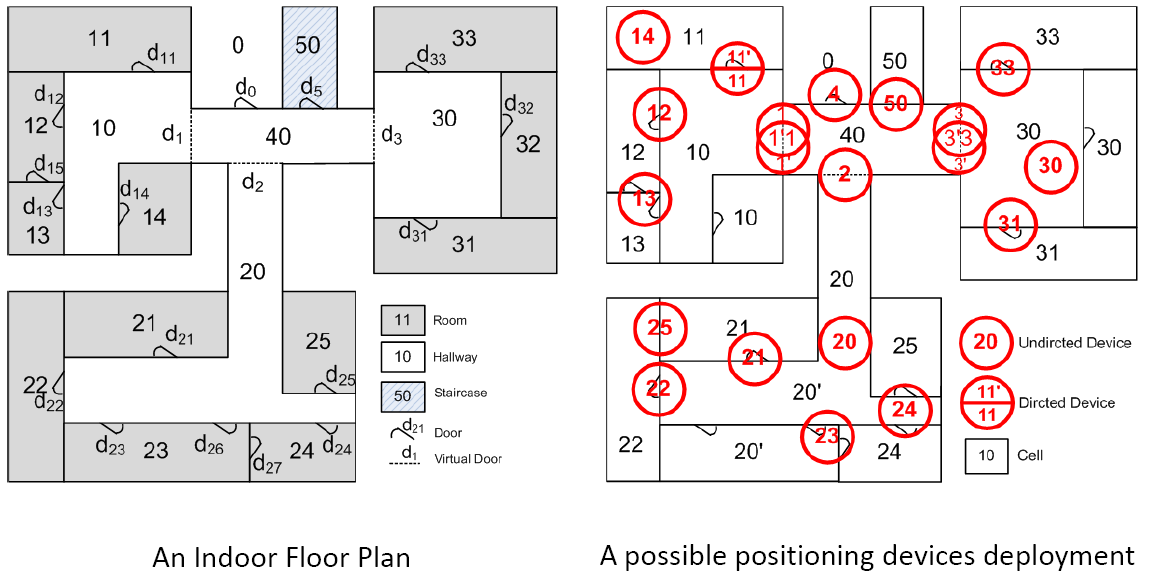 11
d11
0
50
d0
d5
33
d33
d12
12
10
d1
40
d3
30
d32
32
d15
d2
d14
14
d13
13
d31
31
20
21
d21
25
d25
22
d22
d23
23
d26
d27
24
d24
11 Room
10 Hallway
50 Staircase
d21 Door
d1 Virtual Door
An Indoor Floor Plan
14
11
11'
11
0
4
50
50
33
33
12
12
10
1
1'1
1'
40
3
3'3
3'
30
30
30
2
13
13
10
31
31
20
25
21
21
20
25
22
22
20'
24
23
20'
24
20 Undircted Device
11'
11 Dircted Device
10 Cell
A possible positioning devices deployment